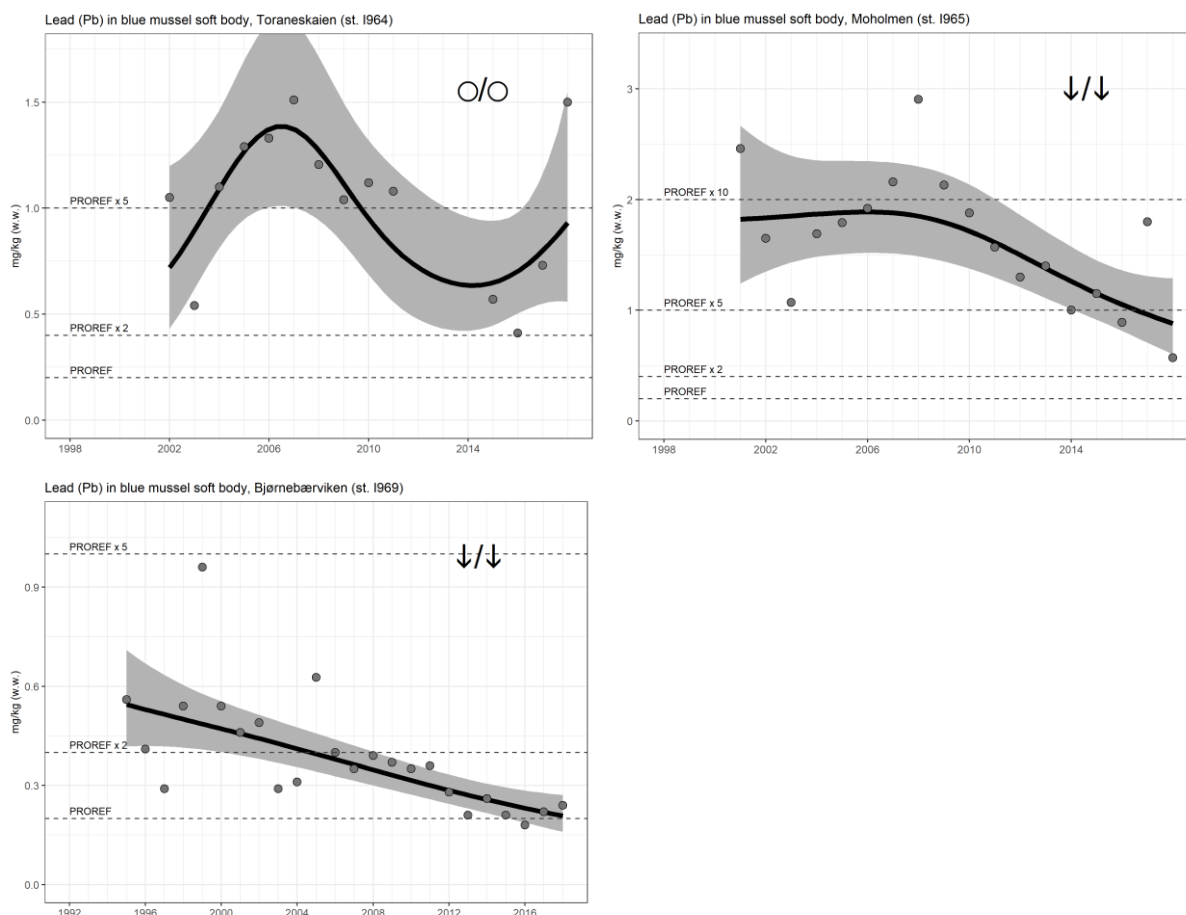 Lead (Pb) in blue mussel soft body, Toraneskaien (st. I964)
1.5
1.0
0.5
0.0
mg/kg (w.w.)
PROREF x 5
PROREF x 2
PROREF
○/○
1998
2002
2006
2010
2014
Lead (Pb) in blue mussel soft body, Moholmen (st. I965)
3
2
1
0
mg/kg (w.w.)
PROREF x 10
PROREF x 5
PROREF x 2
PROREF
↓/↓
1998
2002
2006
2010
2014
Lead (Pb) in blue mussel soft body, Bjørnebærviken (st. I969)
0.9
0.6
0.3
0.0
mg/kg (w.w.)
PROREF x 5
PROREF x 2
PROREF
↓/↓
1992
1996
2000
2004
2008
2012
2016